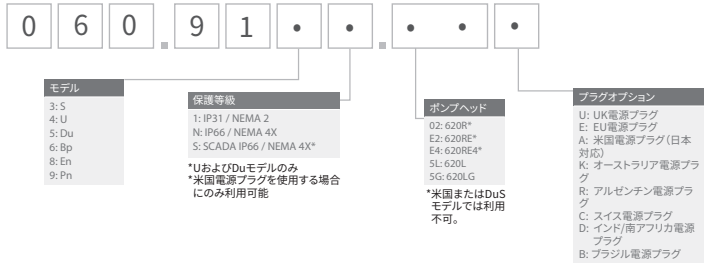 060.91••.•••
モデル
3: S
4: U
5: Du
6: Bp
8: En
9: Pn
保護等級
1: IP31 / NEMA 2
N: IP66 / NEMA 4X
S: SCADA IP66 / NEMA 4X*
*UおよびDuモデルのみ
*米国電源プラグを使用する場合
にのみ利用可能
ポンプヘッド
02: 620R*
E2: 620RE*
E4: 620RE4*
5L: 620L
5G: 620LG
*米国またはDuS
モデルでは利用
不可。
プラグオプション
U: UK電源プラグ
E: EU電源プラグ
A: 米国電源プラグ(日本
対応)
K: オーストラリア電源プラ
グ
R: アルゼンチン電源プラ
グ
C: スイス電源プラグ
D: インド/南アフリカ電源
プラグ
B: ブラジル電源プラグ